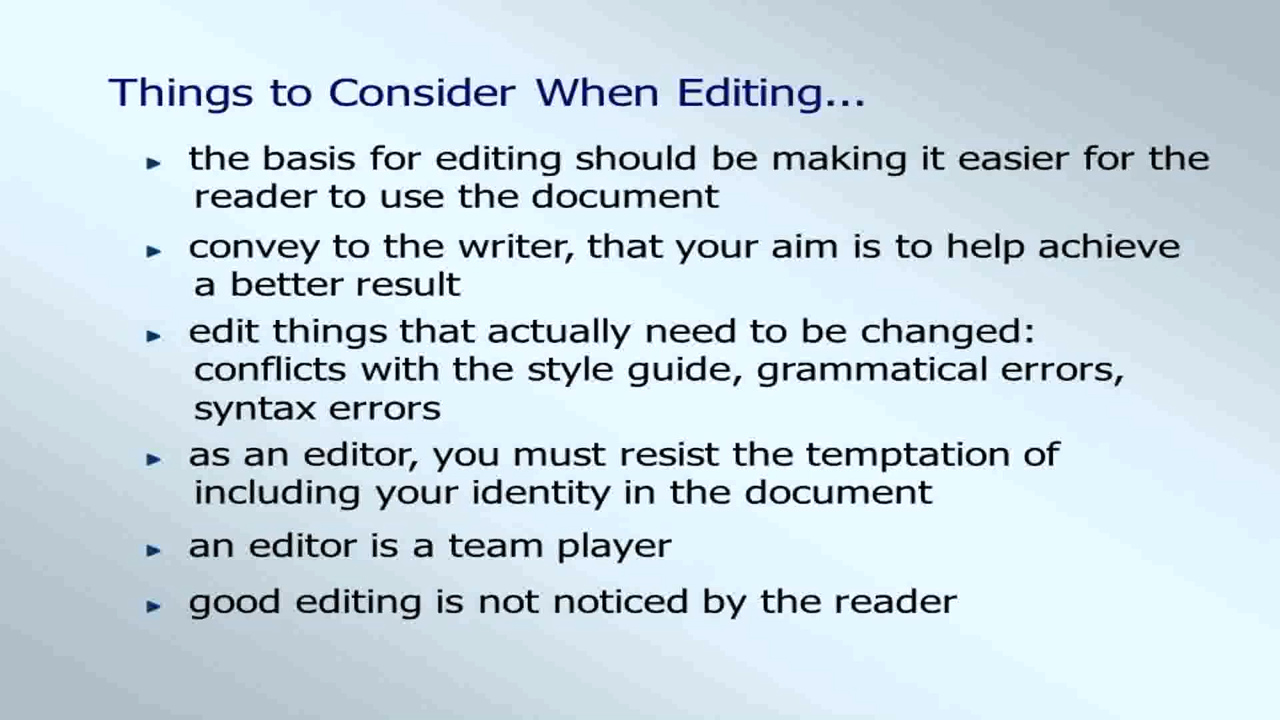 Things to Consider When Editing...
► the basis for editing should be making it easier for the
reader to use the document
► convey to the writer, that your aim is to help achieve
a better result
► edit things that actually need to be changed:
conflicts with the style guide, grammatical errors,
syntax errors
► as an editor, you must resist the temptation of
including your identity in the document
► an editor is a team player
► good editing is not noticed by the reader